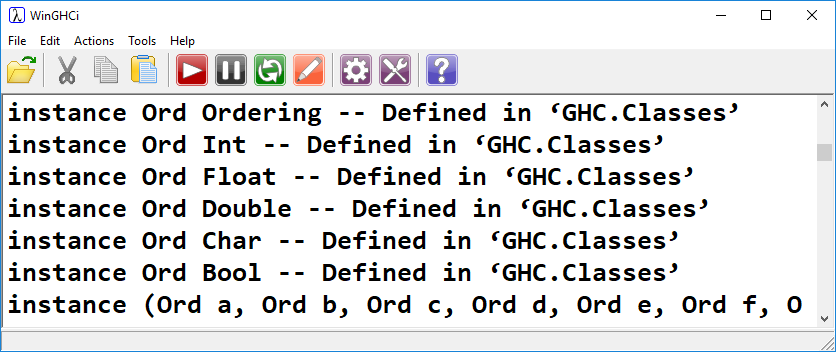 WinGHCi
File Edit Actions Tools Help
instance Ord Ordering -- Defined in ‘GHC.Classes’
instance Ord Int -- Defined in ‘GHC.Classes’
instance Ord Float -- Defined in ‘GHC.Classes’
instance Ord Double -- Defined in ‘GHC.Classes’
instance Ord Char -- Defined in ‘GHC.Classes’
instance Ord Bool -- Defined in ‘GHC.Classes’
instance (Ord a, Ord b, Ord c, Ord d, Ord e, Ord f, O